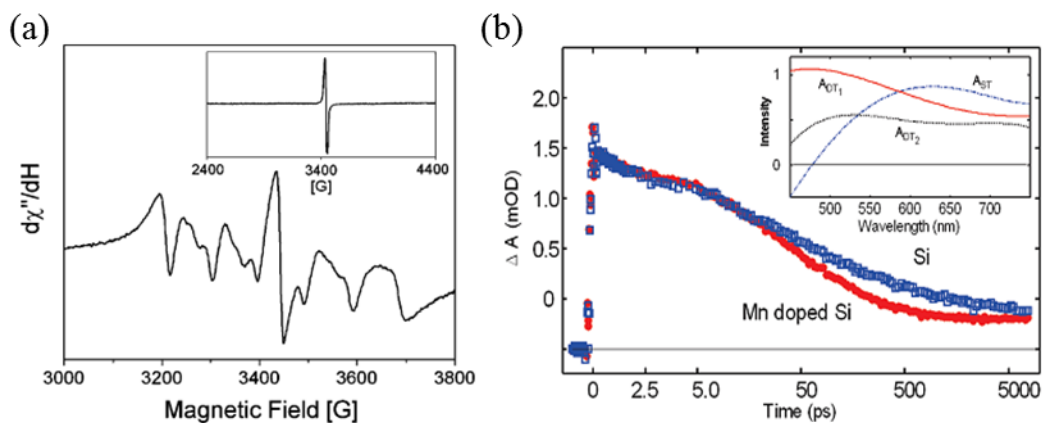 (a)
dχ"/dH
2400
3400
4400
[G]
3000
3200
3400
3600
3800
Magnetic Field [G]
(b)
Δ A (mOD)
2.0
1.5
1.0
0.5
0
Intensity
1
0
A_DT1
A_ST
A_DT2
500
550
600
650
700
Wavelength (nm)
Si
Mn doped Si
0
2.5
5.0
50
500
5000
Time (ps)